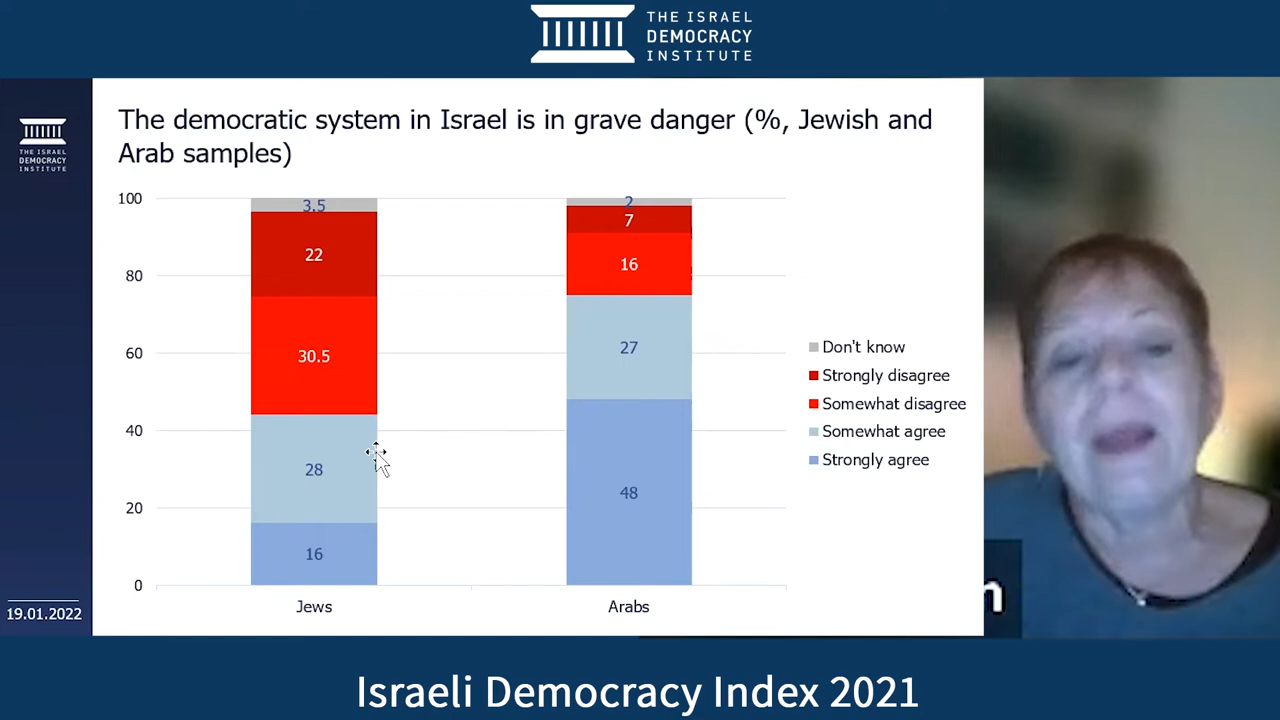 THE ISRAEL
DEMOCRACY
INSTITUTE
THE ISRAEL
DEMOCRACY
INSTITUTE
The democratic system in Israel is in grave danger (%, Jewish and
Arab samples)
100
80
60
40
20
0
3.5
22
30.5
28
16
2
7
16
27
48
Jews
Arabs
Don't know
Strongly disagree
Somewhat disagree
Somewhat agree
Strongly agree
19.01.2022
Israeli Democracy Index 2021